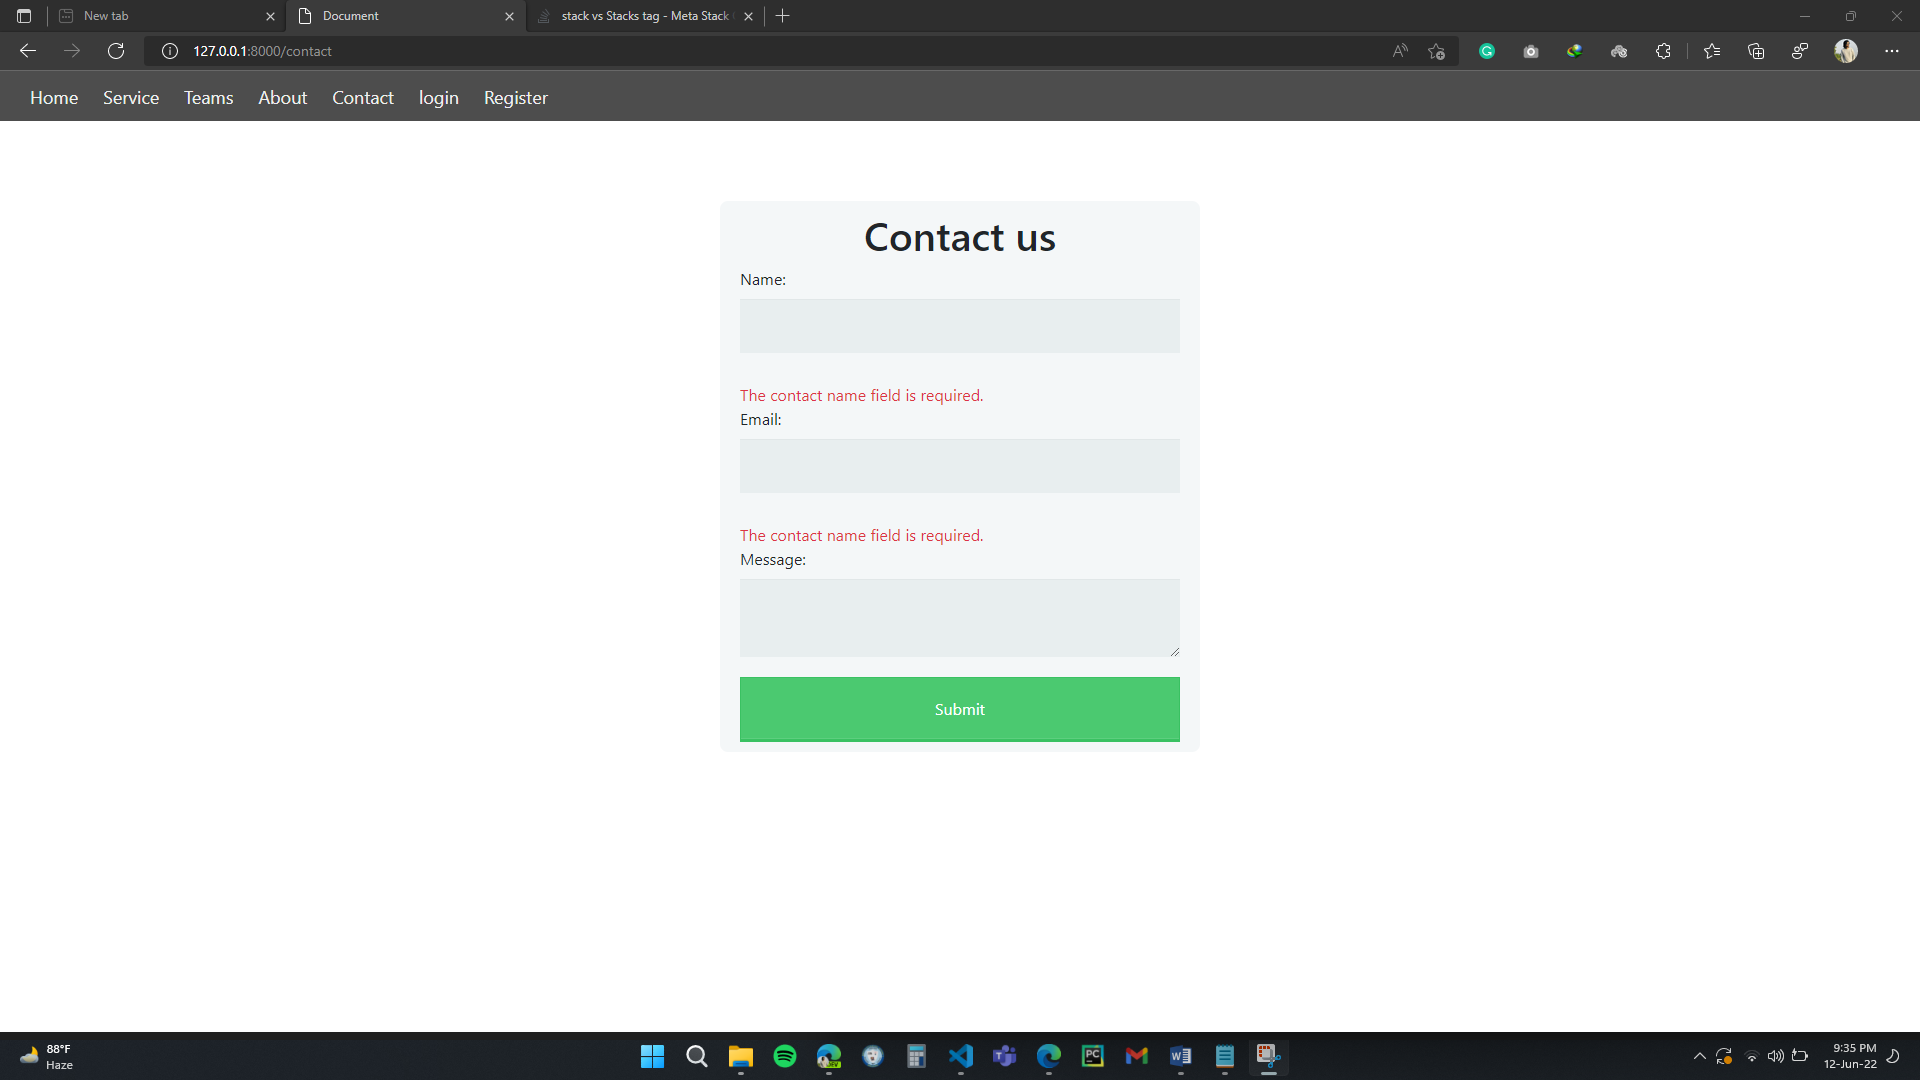 New tab
Document
stack vs Stacks tag - Meta Stack
127.0.0.1:8000/contact
Home Service Teams About Contact login Register
Contact us
Name:
The contact name field is required.
Email:
The contact name field is required.
Message:
Submit
88°F
Haze
9:35 PM
12-Jun-22